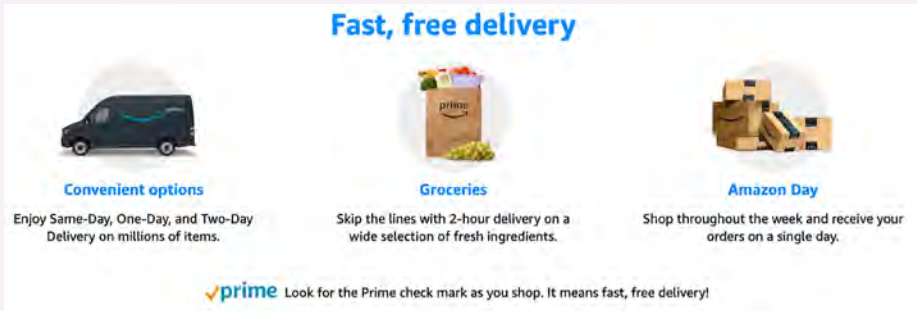 Fast, free delivery
prime
Convenient options
Groceries
Amazon Day
Enjoy Same-Day, One-Day, and Two-Day
Delivery on millions of items.
Skip the lines with 2-hour delivery on a
wide selection of fresh ingredients.
Shop throughout the week and receive your
orders on a single day.
prime Look for the Prime check mark as you shop. It means fast, free delivery!